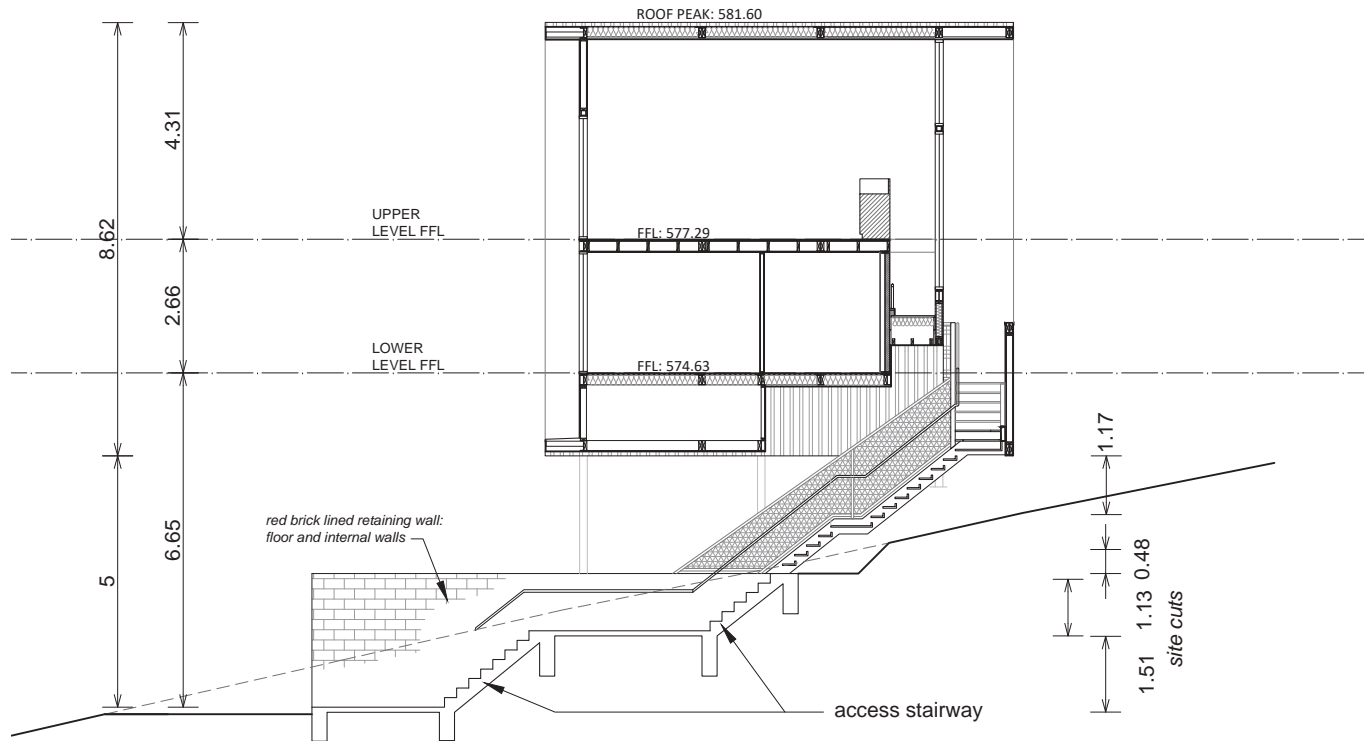 ROOF PEAK: 581.60
4.31
8.62
UPPER
LEVEL FFL
FFL: 577.29
2.66
LOWER
LEVEL FFL
FFL: 574.63
1.17
red brick lined retaining wall:
floor and internal walls
6.65
5
0.48
1.13
1.51
site cuts
access stairway